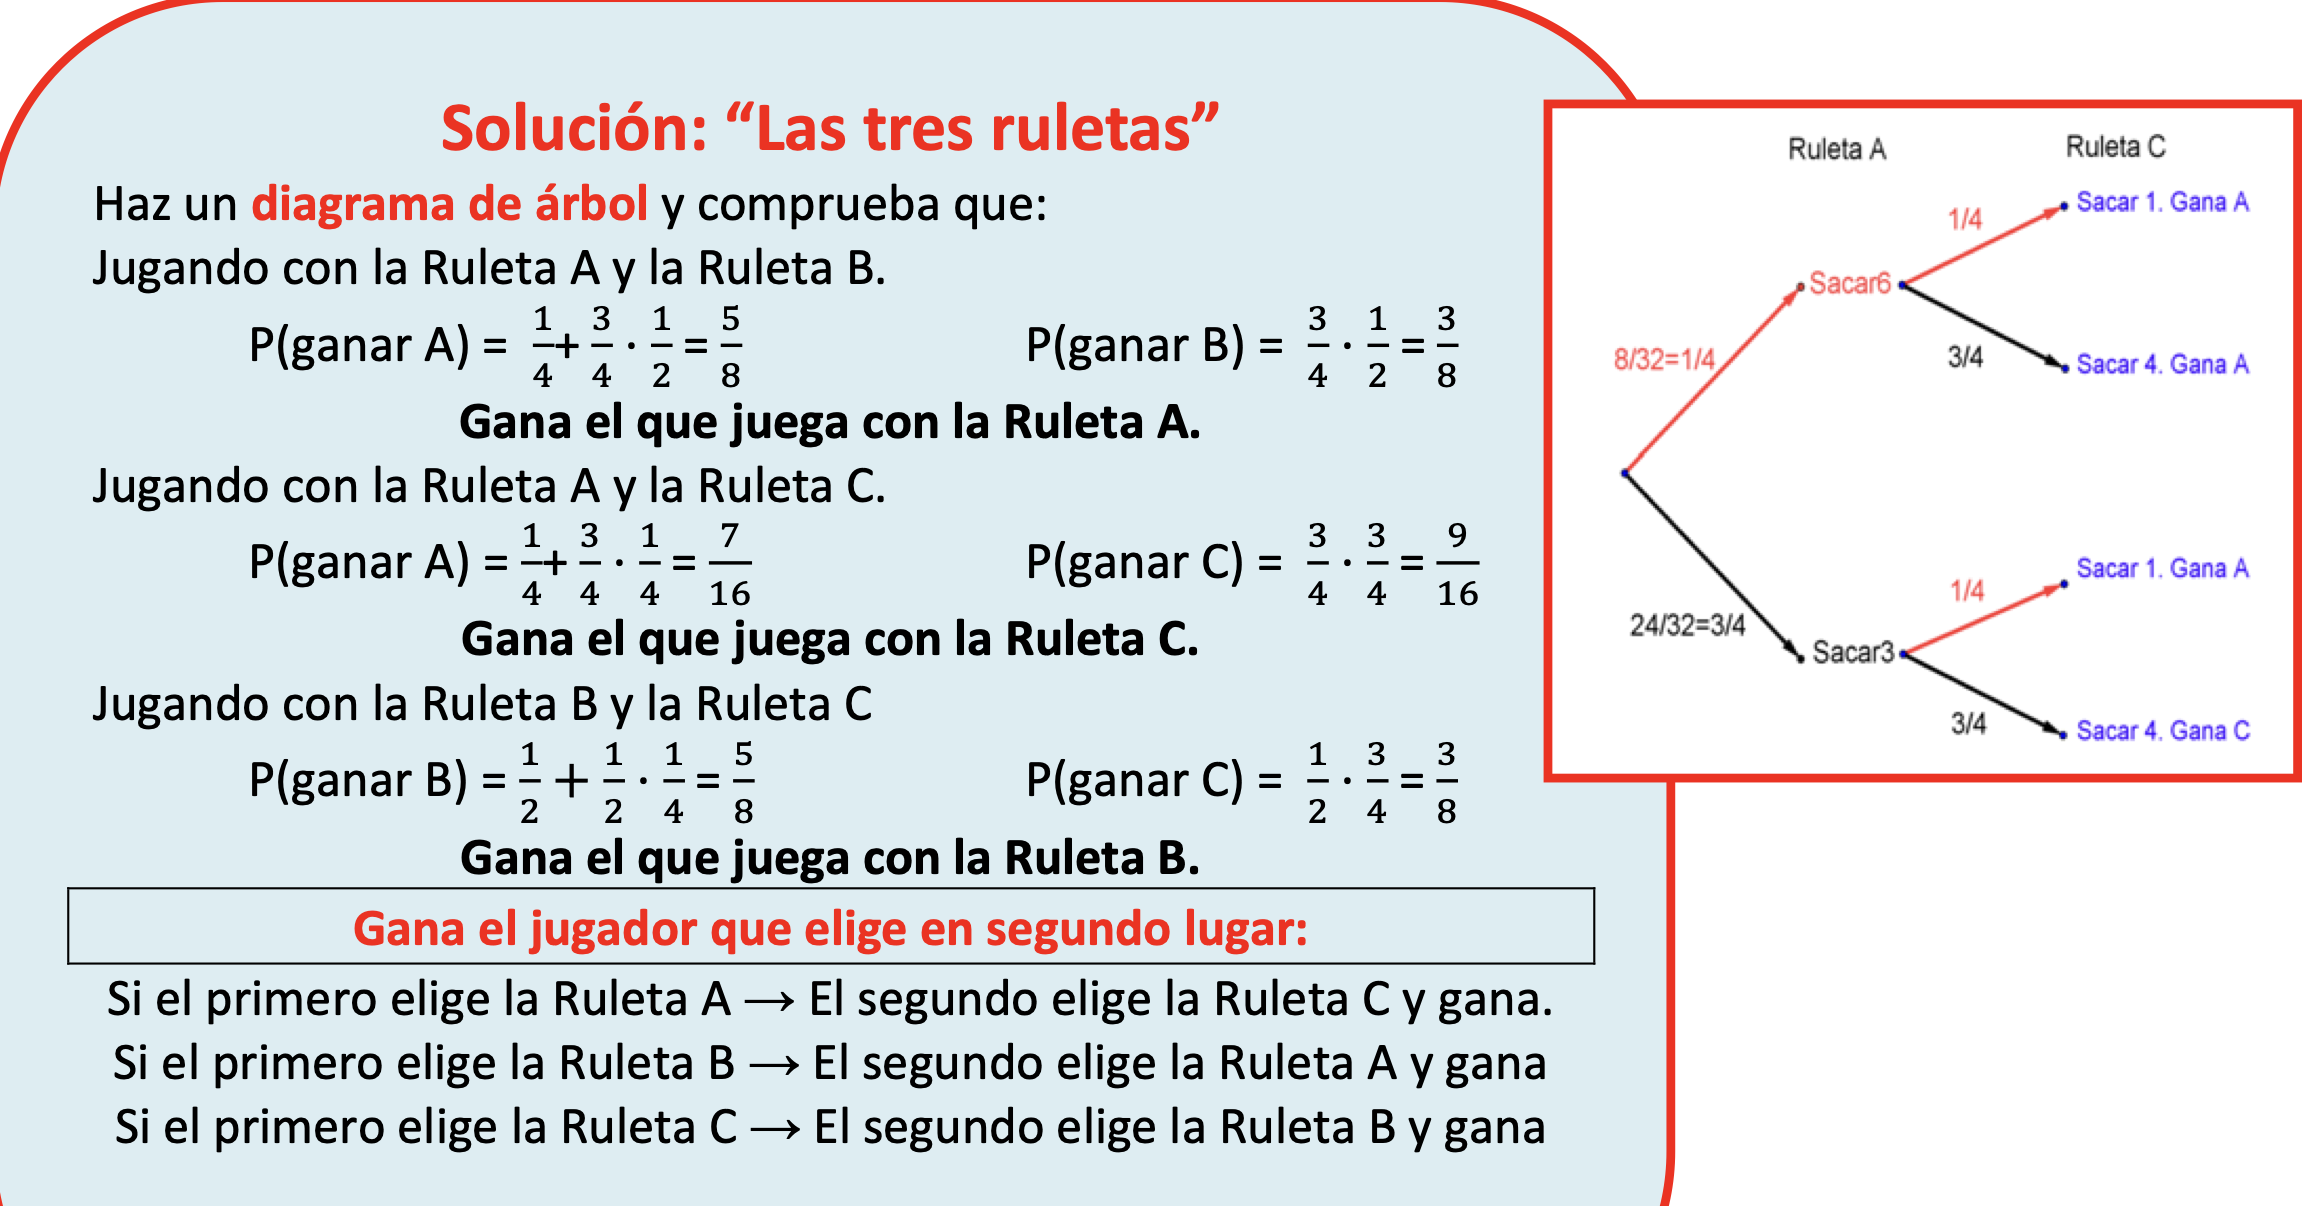 Solución: “Las tres ruletas”
Haz un diagrama de árbol y comprueba que:
Jugando con la Ruleta A y la Ruleta B.
P(ganar A) = 1/4 + 3/4 · 1/2 = 5/8 P(ganar B) = 3/4 · 1/2 = 3/8
Gana el que juega con la Ruleta A.
Jugando con la Ruleta A y la Ruleta C.
P(ganar A) = 1/4 + 3/4 · 1/4 = 7/16 P(ganar C) = 3/4 · 3/4 = 9/16
Gana el que juega con la Ruleta C.
Jugando con la Ruleta B y la Ruleta C
P(ganar B) = 1/2 + 1/2 · 1/4 = 5/8 P(ganar C) = 1/2 · 3/4 = 3/8
Gana el que juega con la Ruleta B.
Gana el jugador que elige en segundo lugar:
Si el primero elige la Ruleta A → El segundo elige la Ruleta C y gana.
Si el primero elige la Ruleta B → El segundo elige la Ruleta A y gana
Si el primero elige la Ruleta C → El segundo elige la Ruleta B y gana
Ruleta A Ruleta C
1/4 Sacar 1. Gana A
8/32=1/4 Sacar6
3/4 Sacar 4. Gana A
1/4 Sacar 1. Gana A
24/32=3/4 Sacar3
3/4 Sacar 4. Gana C